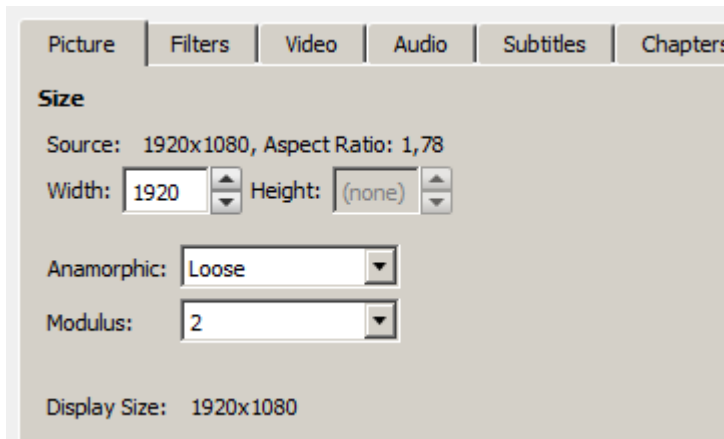 Picture Filters Video Audio Subtitles Chapters
Size
Source: 1920x1080, Aspect Ratio: 1,78
Width: 1920 Height: (none)
Anamorphic: Loose
Modulus: 2
Display Size: 1920x1080